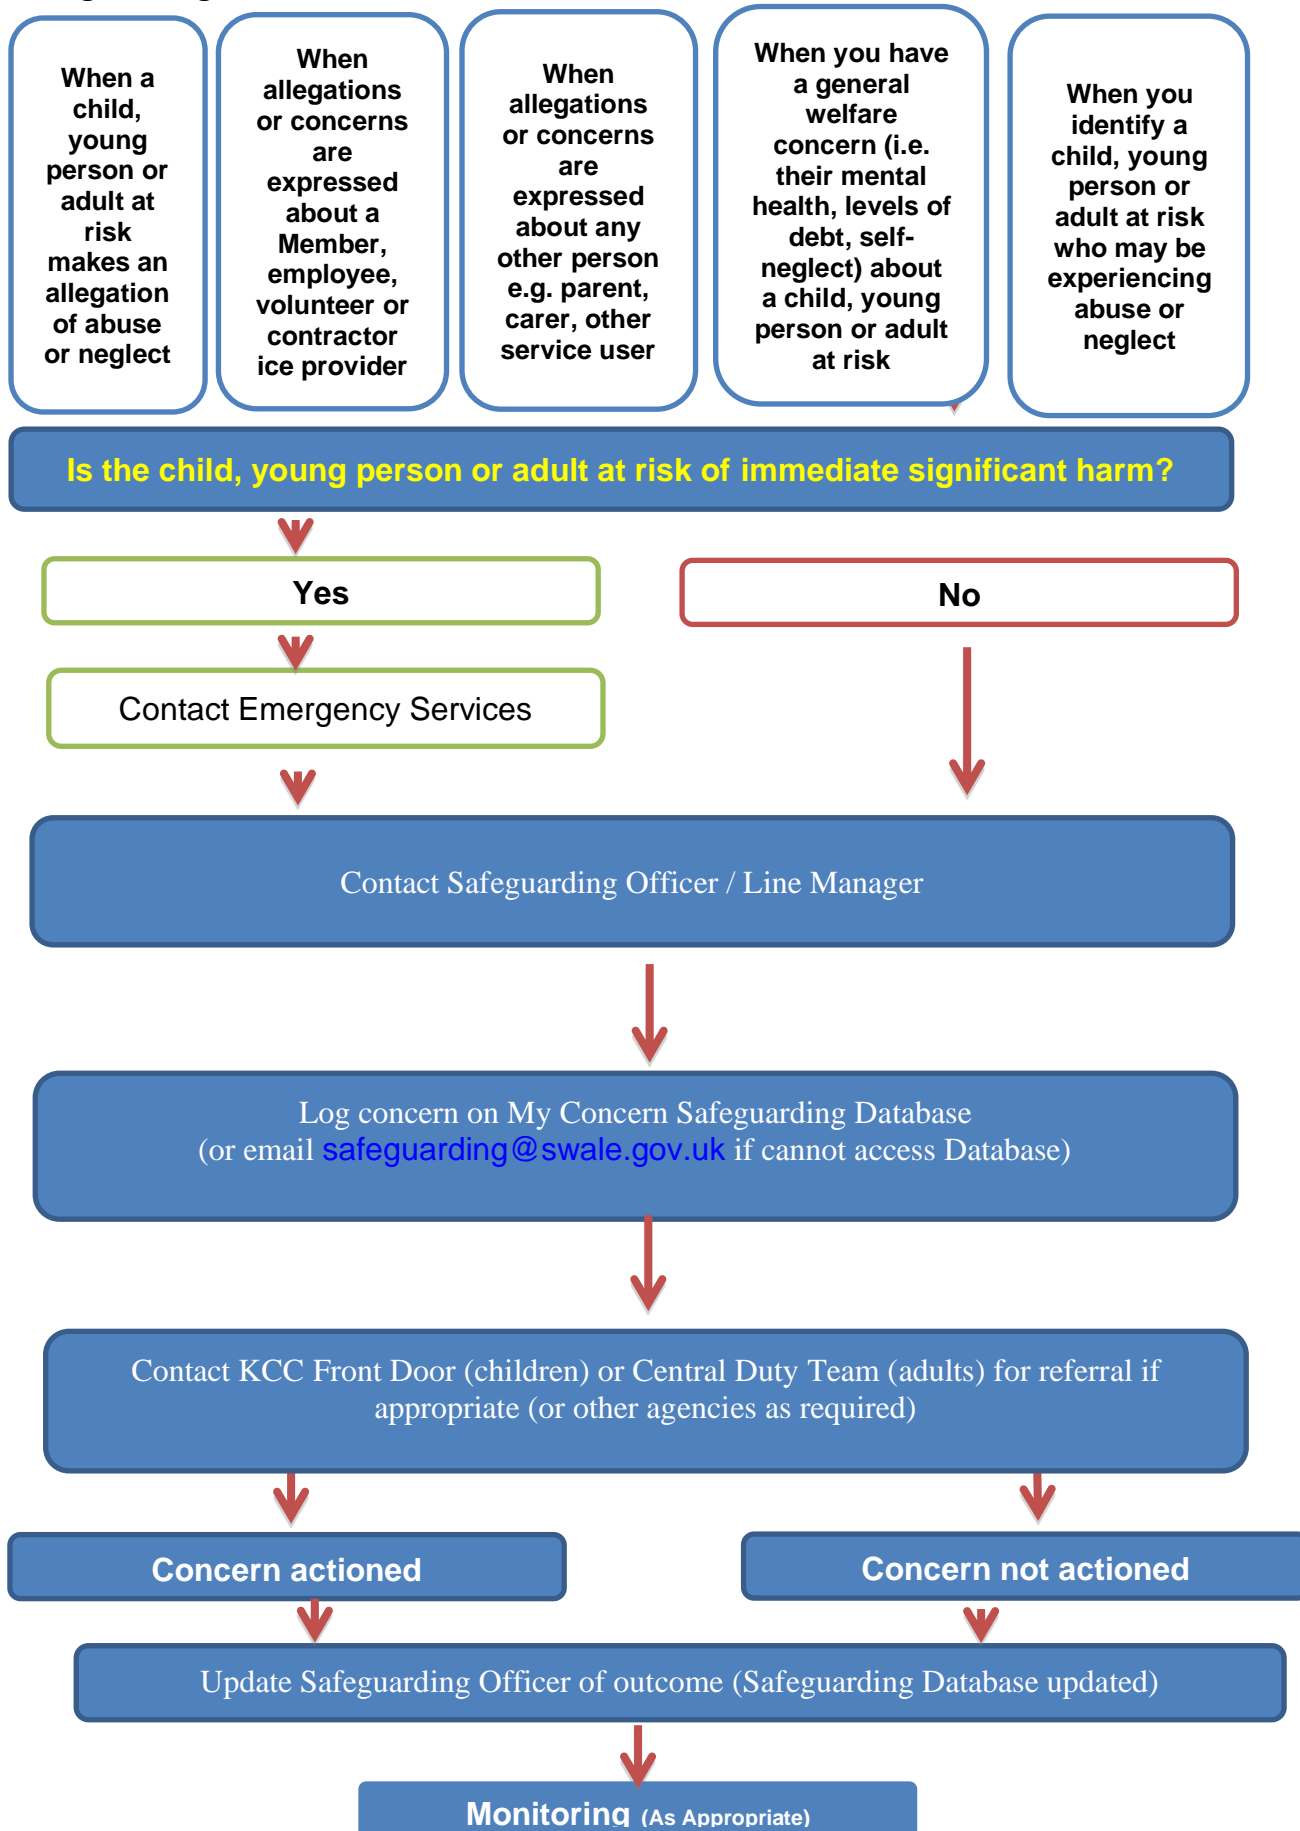 When a
child,
young
person or
adult at
risk
makes an
allegation
of abuse
or neglect
When
allegations
or concerns
are
expressed
about a
Member,
employee,
volunteer or
contractor
ice provider
When
allegations
or concerns
are
expressed
about any
other person
e.g. parent,
carer, other
service user
When you have
a general
welfare
concern (i.e.
their mental
health, levels of
debt, self-
neglect) about
a child, young
person or adult
at risk
When you
identify a
child, young
person or
adult at risk
who may be
experiencing
abuse or
neglect
Is the child, young person or adult at risk of immediate significant harm?
Yes
No
Contact Emergency Services
Contact Safeguarding Officer / Line Manager
Log concern on My Concern Safeguarding Database
(or email safeguarding@swale.gov.uk if cannot access Database)
Contact KCC Front Door (children) or Central Duty Team (adults) for referral if
appropriate (or other agencies as required)
Concern actioned
Concern not actioned
Update Safeguarding Officer of outcome (Safeguarding Database updated)
Monitoring (As Appropriate)